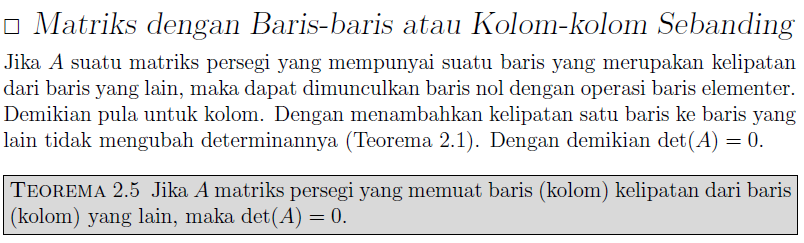 □ Matriks dengan Baris-baris atau Kolom-kolom Sebanding
Jika A suatu matriks persegi yang mempunyai suatu baris yang merupakan kelipatan
dari baris yang lain, maka dapat dimunculkan baris nol dengan operasi baris elementer.
Demikian pula untuk kolom. Dengan menambahkan kelipatan satu baris ke baris yang
lain tidak mengubah determinannya (Teorema 2.1). Dengan demikian det(A) = 0.
TEOREMA 2.5 Jika A matriks persegi yang memuat baris (kolom) kelipatan dari baris
(kolom) yang lain, maka det(A) = 0.